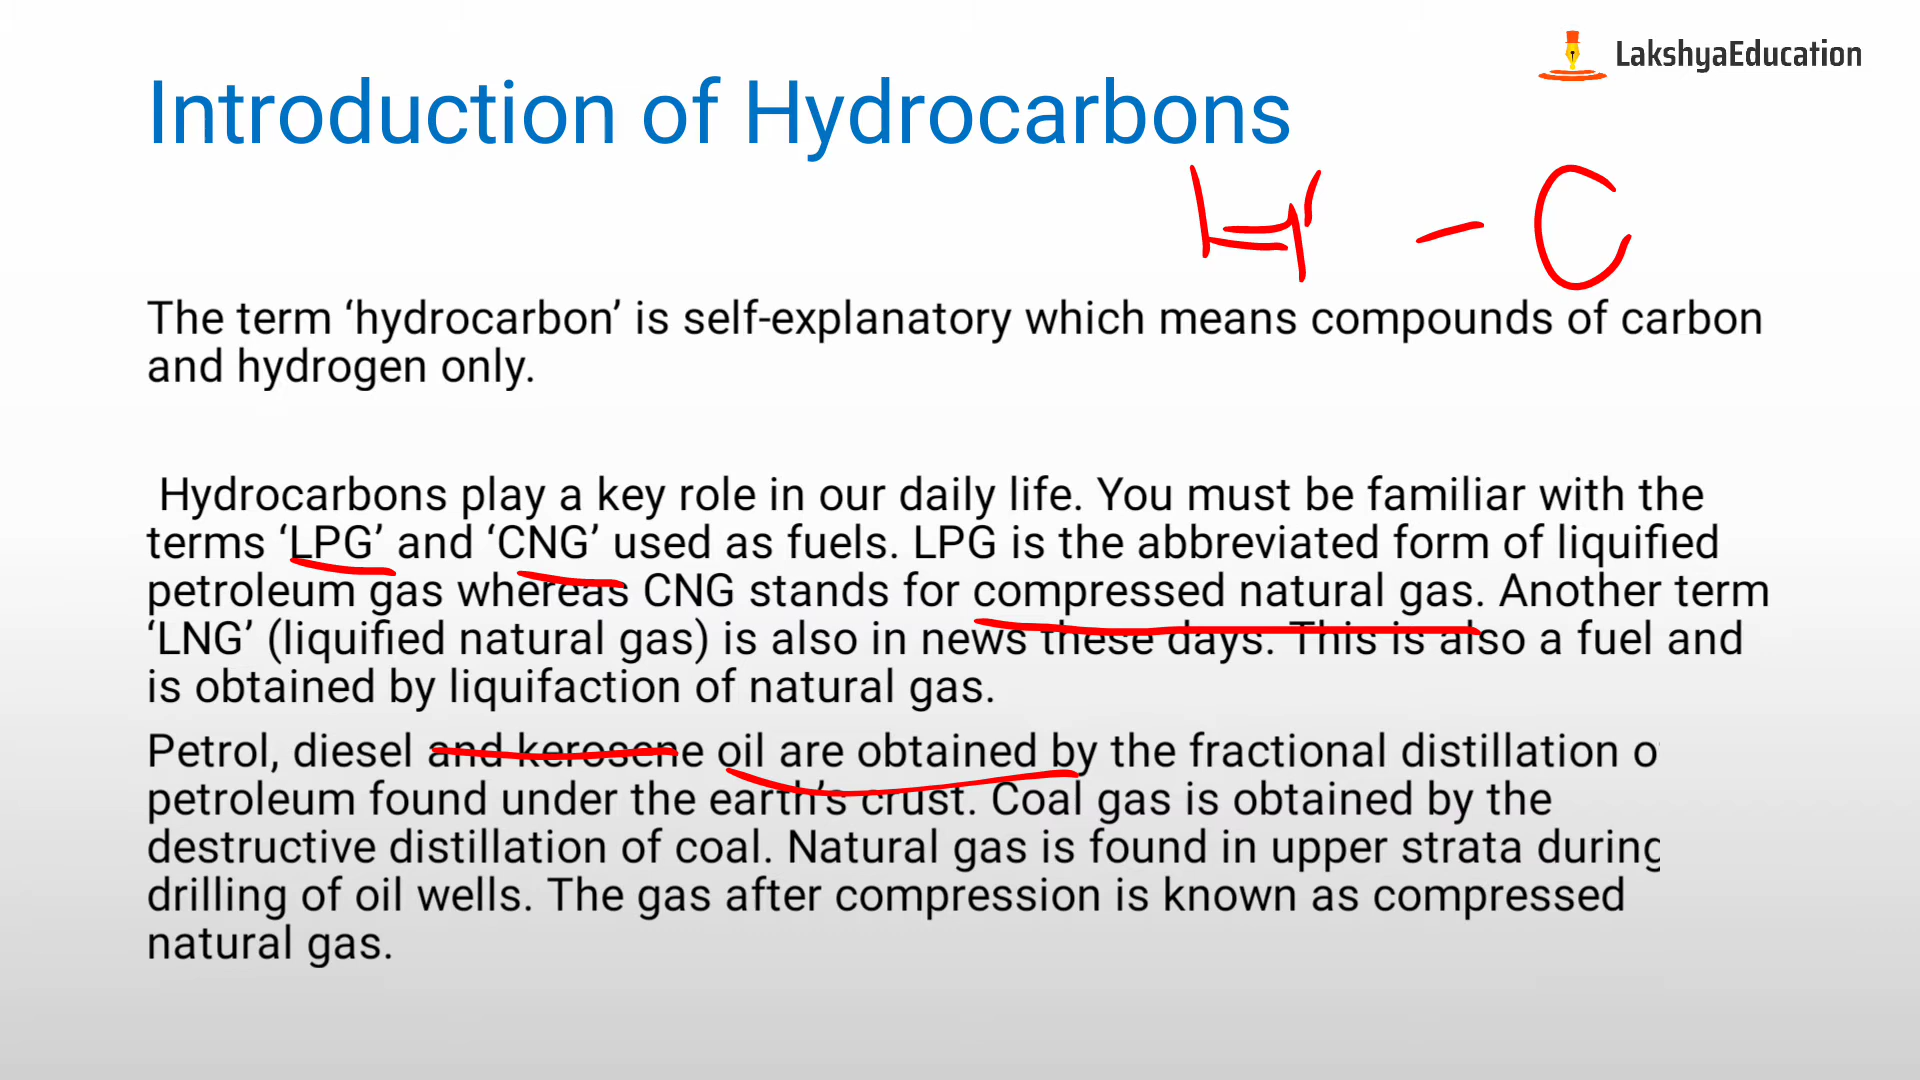 LakshyaEducation
Introduction of Hydrocarbons
H - C
The term ‘hydrocarbon’ is self-explanatory which means compounds of carbon
and hydrogen only.
Hydrocarbons play a key role in our daily life. You must be familiar with the
terms ‘LPG’ and ‘CNG’ used as fuels. LPG is the abbreviated form of liquified
petroleum gas whereas CNG stands for compressed natural gas. Another term
‘LNG’ (liquified natural gas) is also in news these days. This is also a fuel and
is obtained by liquifaction of natural gas.
Petrol, diesel and kerosene oil are obtained by the fractional distillation o
petroleum found under the earth’s crust. Coal gas is obtained by the
destructive distillation of coal. Natural gas is found in upper strata during
drilling of oil wells. The gas after compression is known as compressed
natural gas.